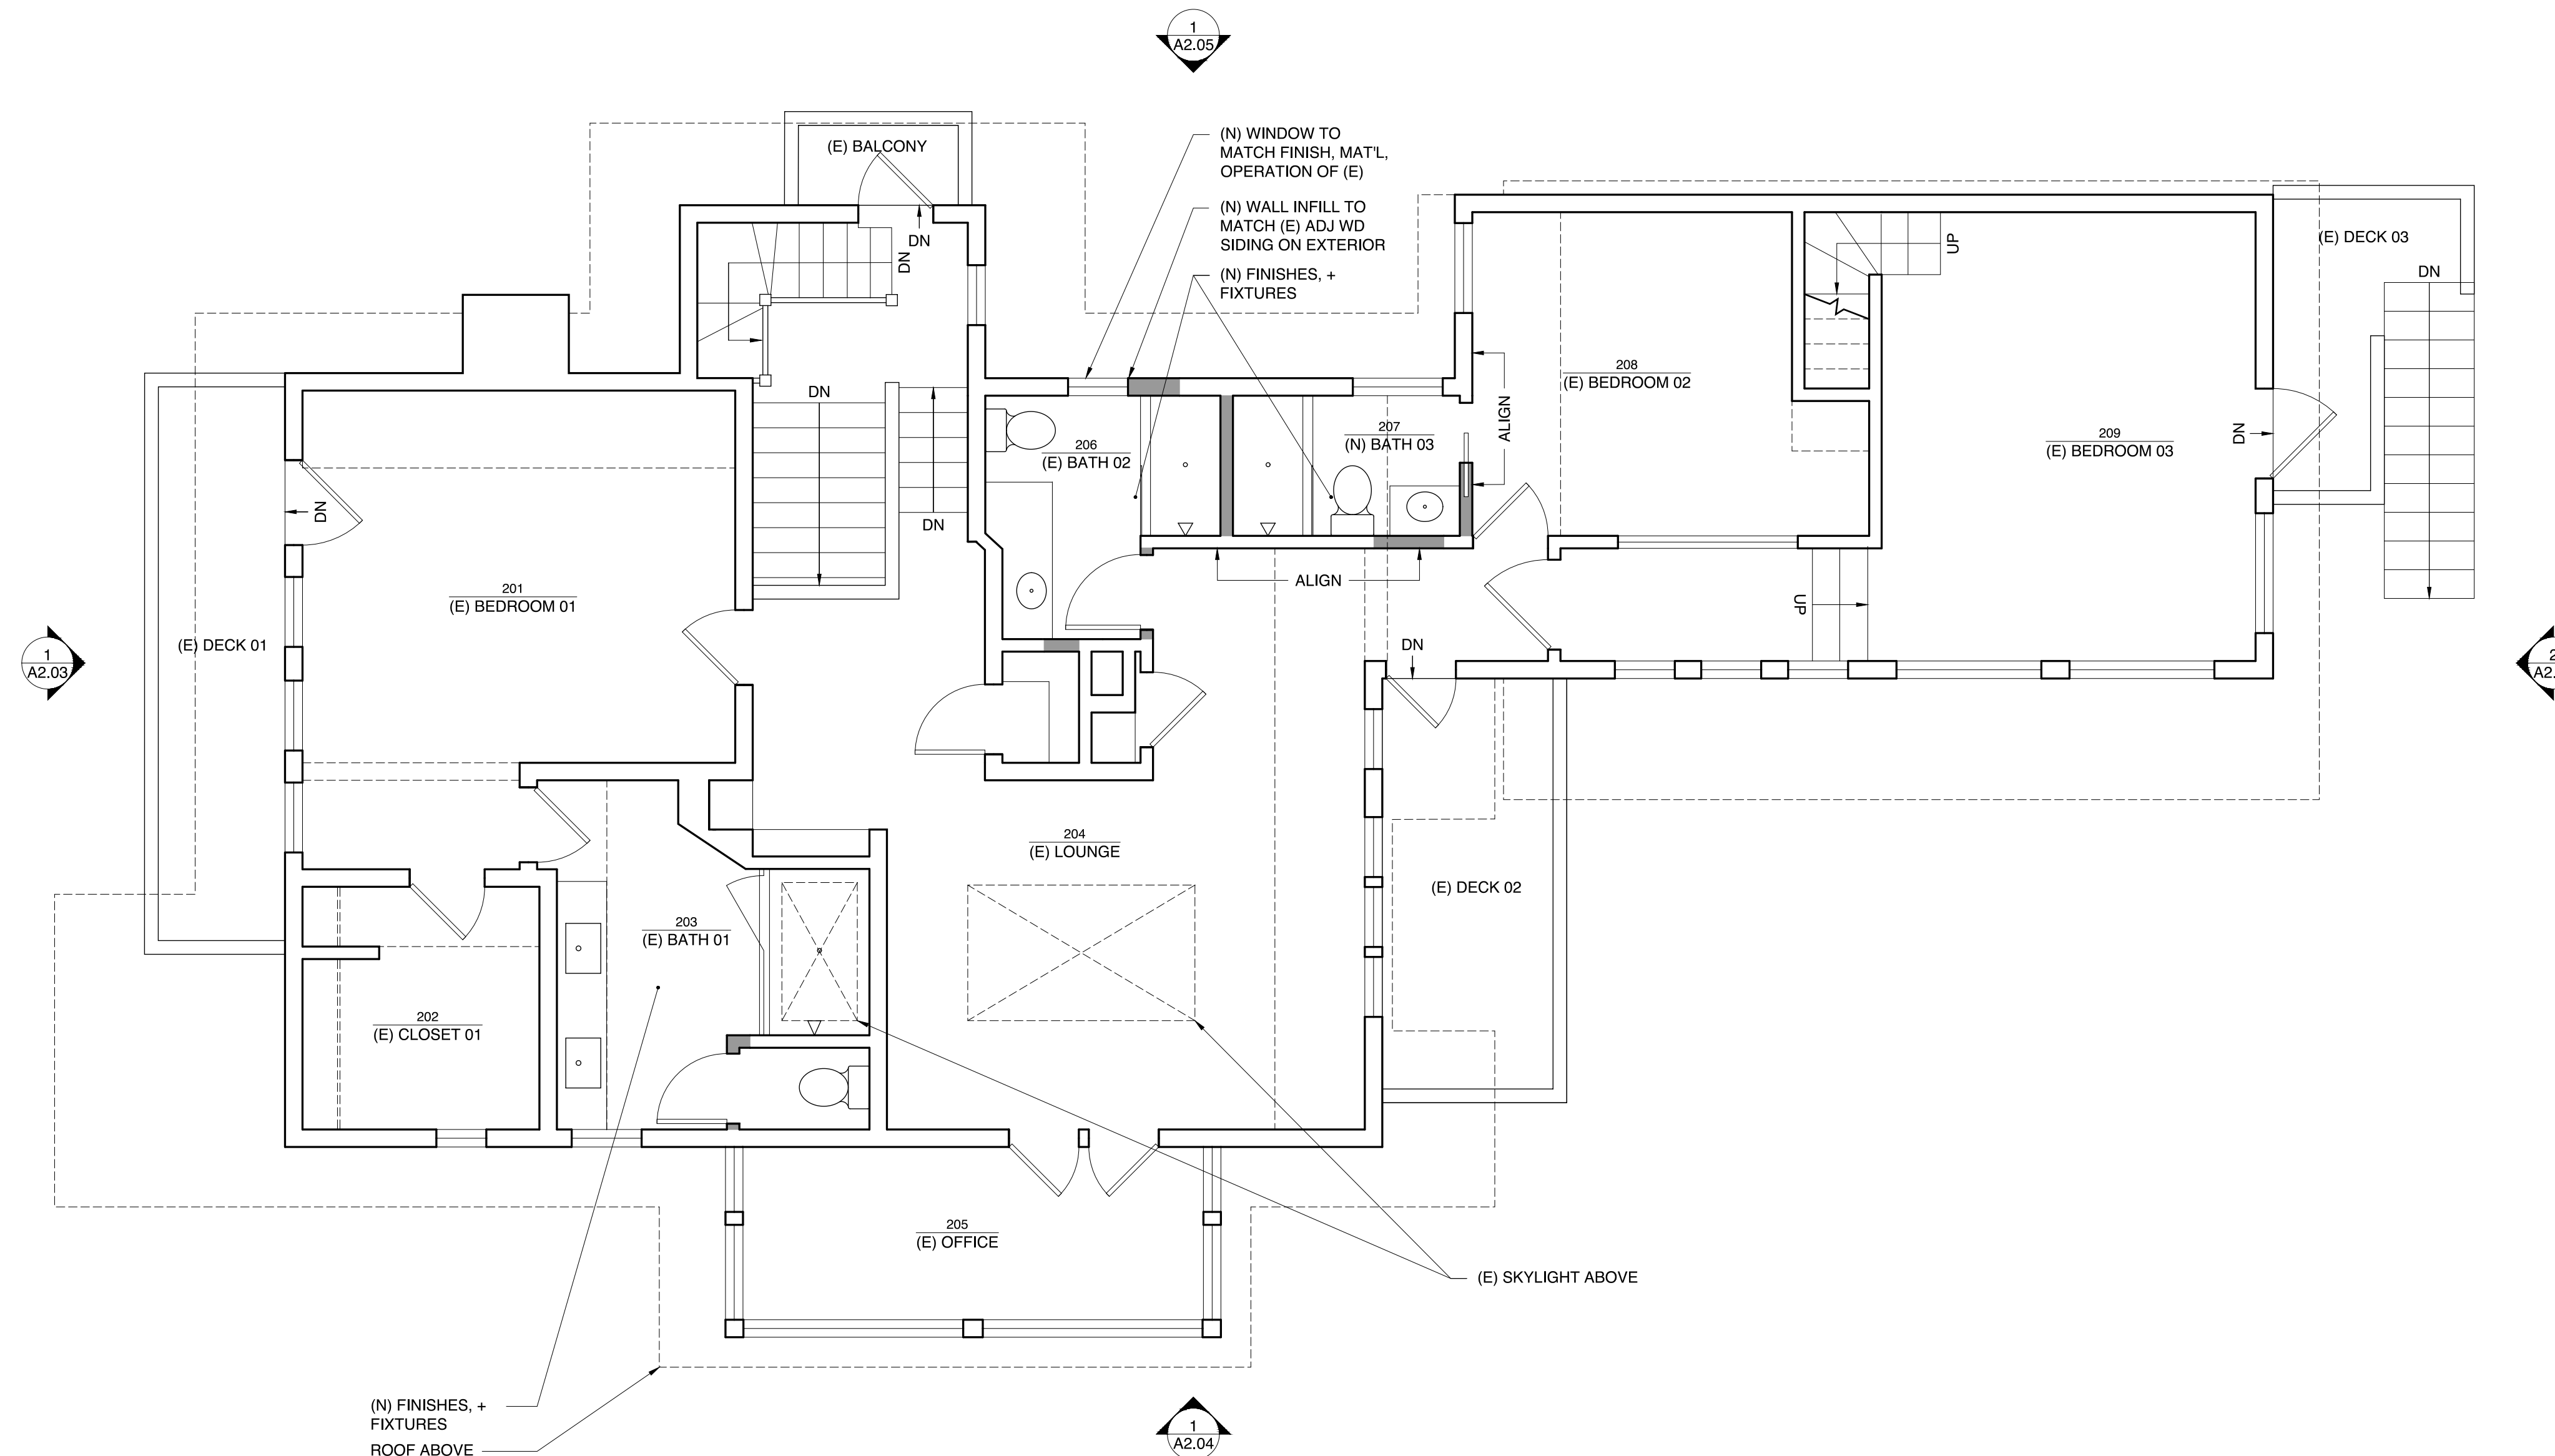 1
A2.05
(E) BALCONY
(N) WINDOW TO
MATCH FINISH, MAT'L,
OPERATION OF (E)
(N) WALL INFILL TO
MATCH (E) ADJ WD
SIDING ON EXTERIOR
(N) FINISHES, +
FIXTURES
DN
DN
UP
(E) DECK 03
DN
208
(E) BEDROOM 02
ALIGN
DN
206
(E) BATH 02
207
(N) BATH 03
209
(E) BEDROOM 03
DN
DN
DN
ALIGN
201
(E) BEDROOM 01
UP
(E) DECK 01
DN
1
A2.03
2
A2.
204
(E) LOUNGE
(E) DECK 02
203
(E) BATH 01
202
(E) CLOSET 01
205
(E) OFFICE
(E) SKYLIGHT ABOVE
(N) FINISHES, +
FIXTURES
ROOF ABOVE
1
A2.04